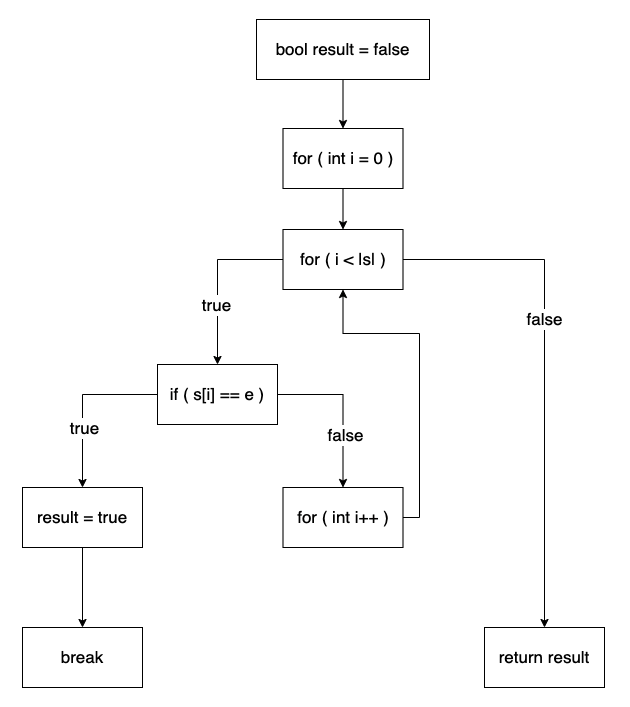 bool result = false
for ( int i = 0 )
for ( i < |s| )
true
false
if ( s[i] == e )
true
false
result = true
for ( int i++ )
break
return result